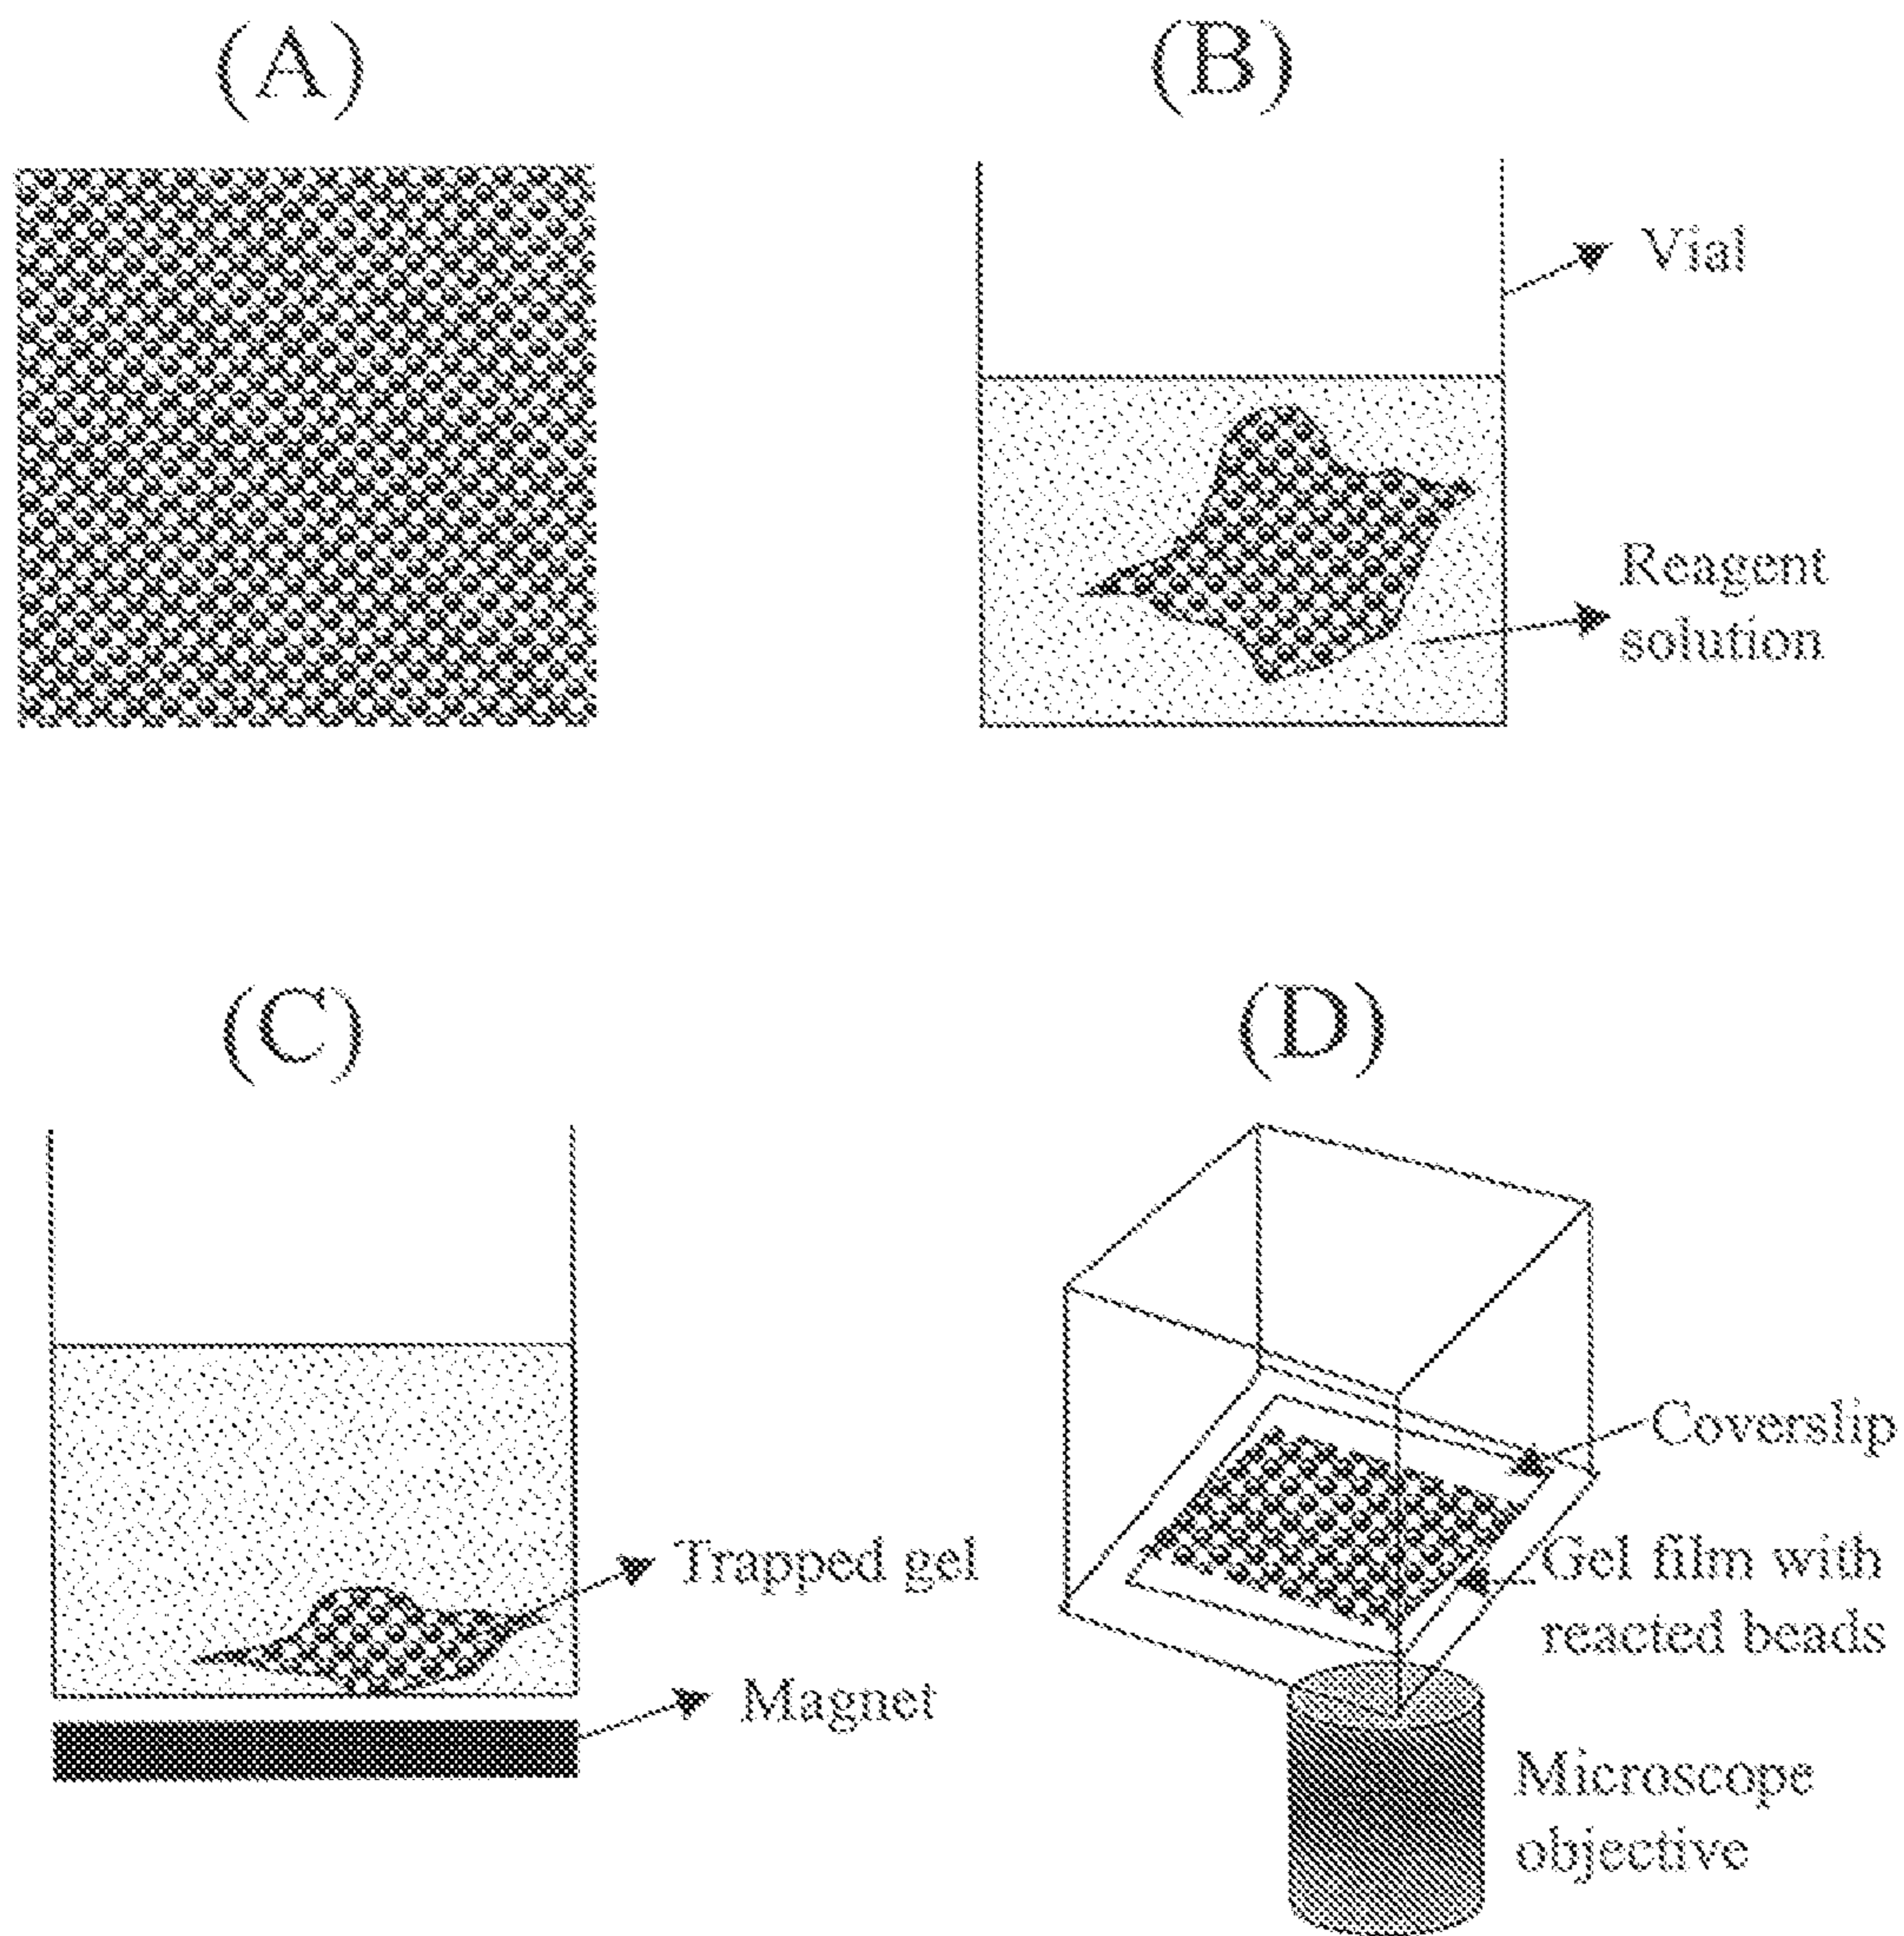 (A)
(B)
Vial
Reagent
solution
(C)
(D)
Coverslip
Trapped gel
Gel film with
reacted beads
Magnet
Microscope
objective